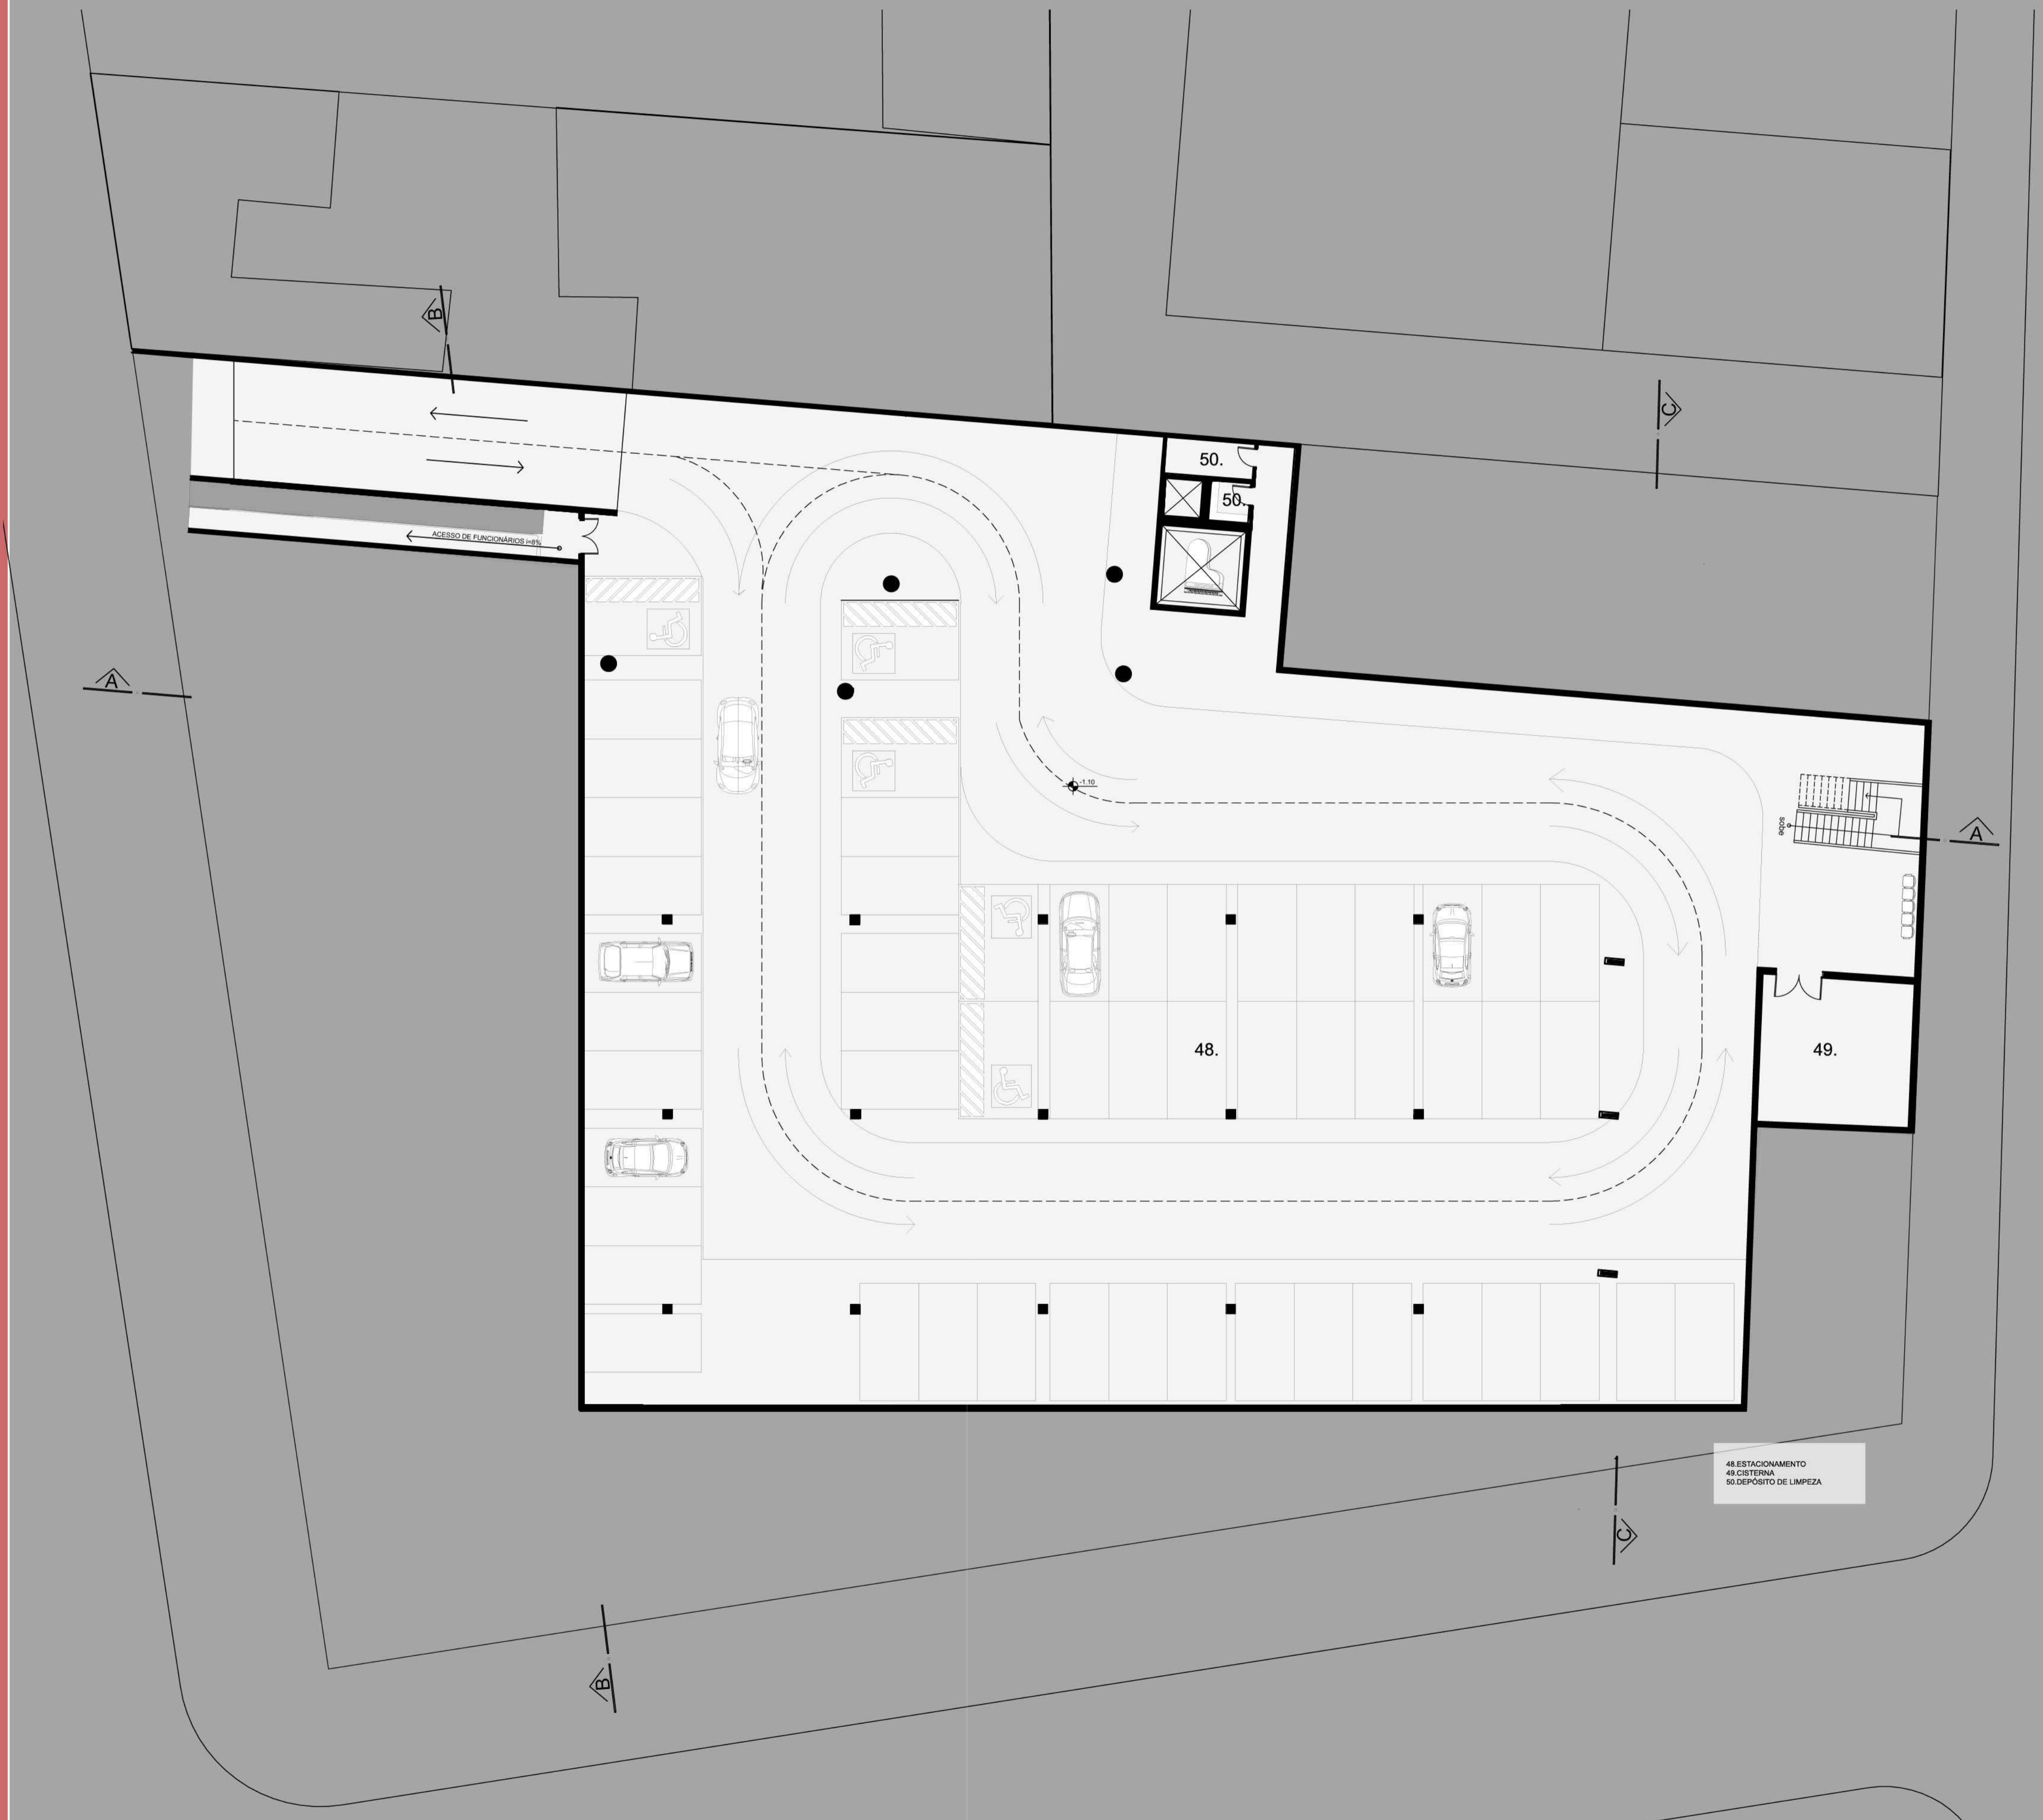 B
C
50.
50.
ACESSO DE FUNCIONÁRIOS i=8%
A
-1.10
sobe
A
48.
49.
48.ESTACIONAMENTO
49.CISTERNA
50.DEPÓSITO DE LIMPEZA
C
B